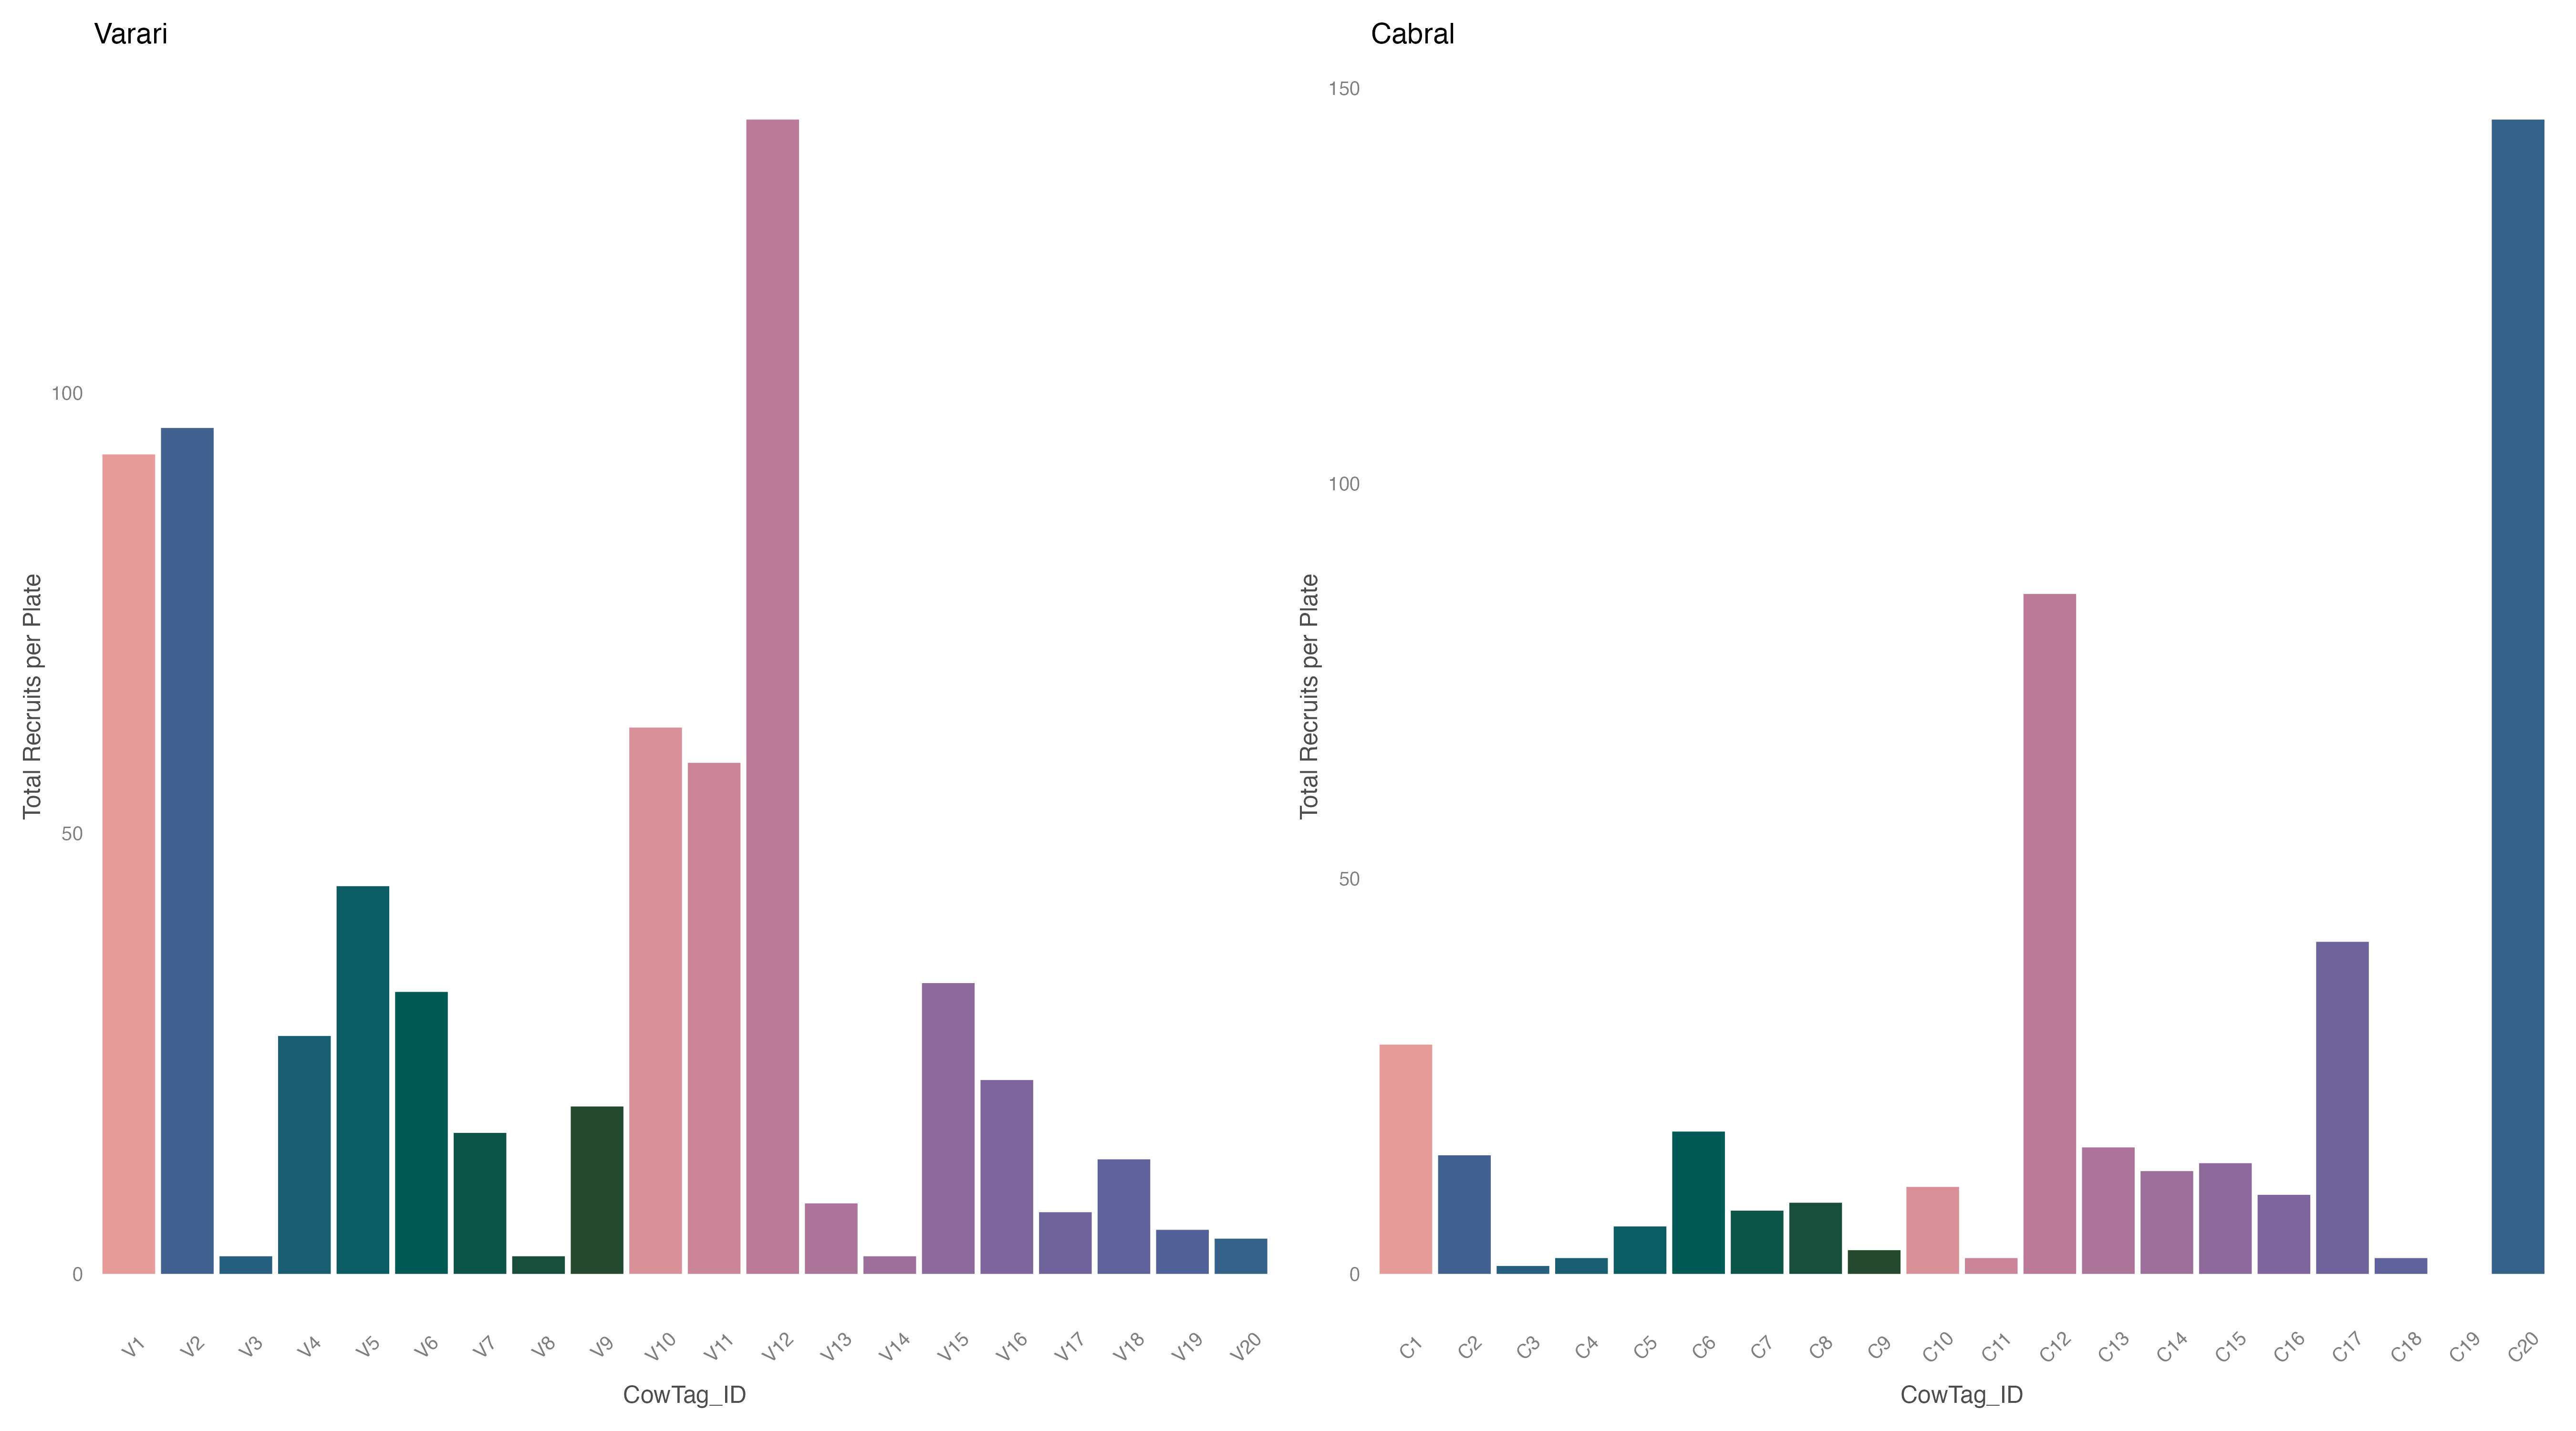 Varari
Total Recruits per Plate
100
50
0
V1 V2 V3 V4 V5 V6 V7 V8 V9 V10 V11 V12 V13 V14 V15 V16 V17 V18 V19 V20
CowTag_ID
Cabral
Total Recruits per Plate
150
100
50
0
C1 C2 C3 C4 C5 C6 C7 C8 C9 C10 C11 C12 C13 C14 C15 C16 C17 C18 C19 C20
CowTag_ID